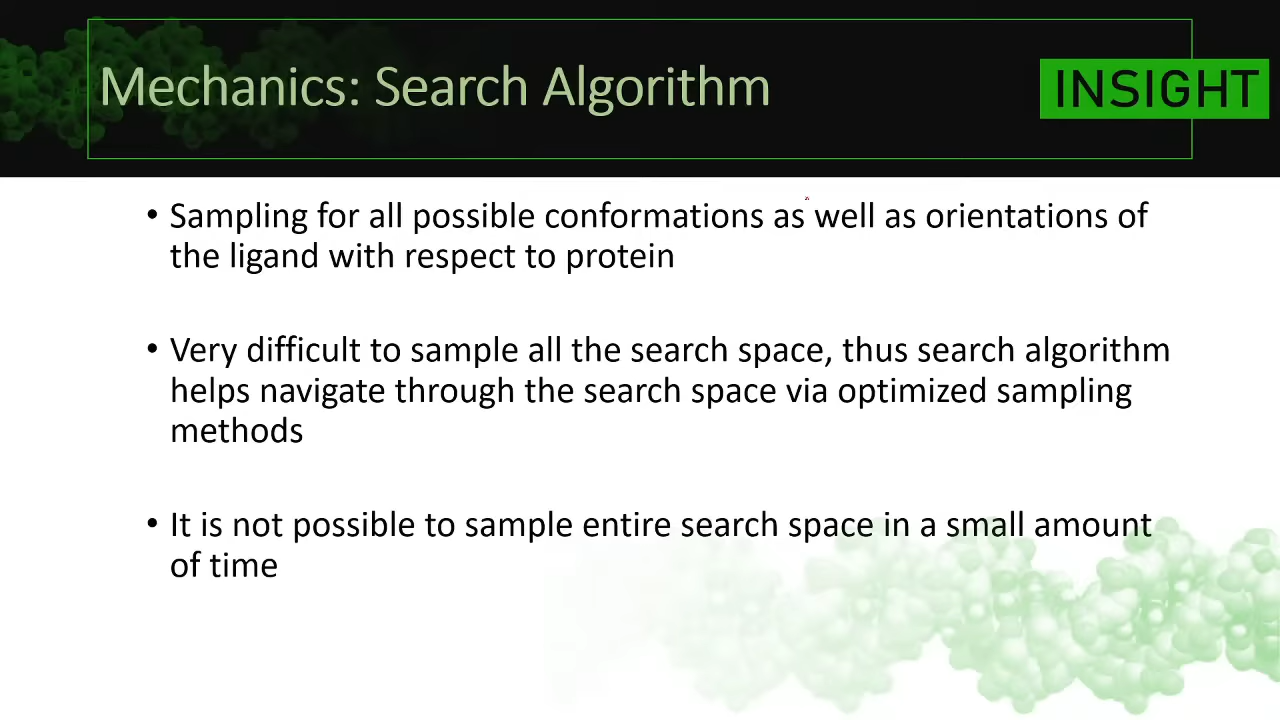 Mechanics: Search Algorithm
INSIGHT
• Sampling for all possible conformations as well as orientations of
the ligand with respect to protein
• Very difficult to sample all the search space, thus search algorithm
helps navigate through the search space via optimized sampling
methods
• It is not possible to sample entire search space in a small amount
of time